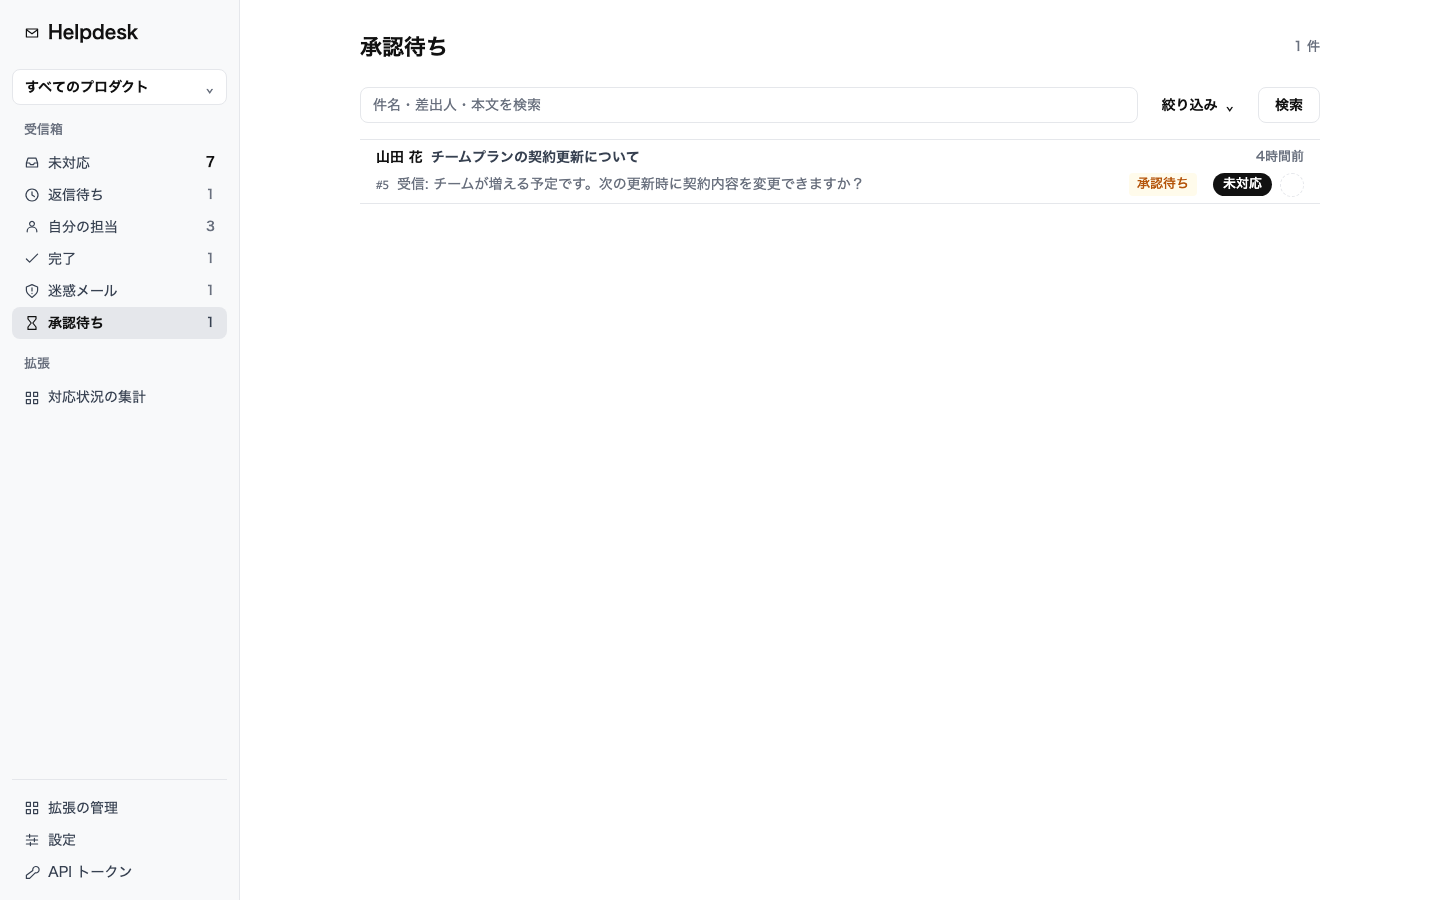 Helpdesk
すべてのプロダクト
受信箱
未対応 7
返信待ち 1
自分の担当 3
完了 1
迷惑メール 1
承認待ち 1
拡張
対応状況の集計
拡張の管理
設定
API トークン
承認待ち 1 件
件名・差出人・本文を検索 絞り込み 検索
山田 花 チームプランの契約更新について 4時間前
#5 受信: チームが増える予定です。次の更新時に契約内容を変更できますか？ 承認待ち 未対応